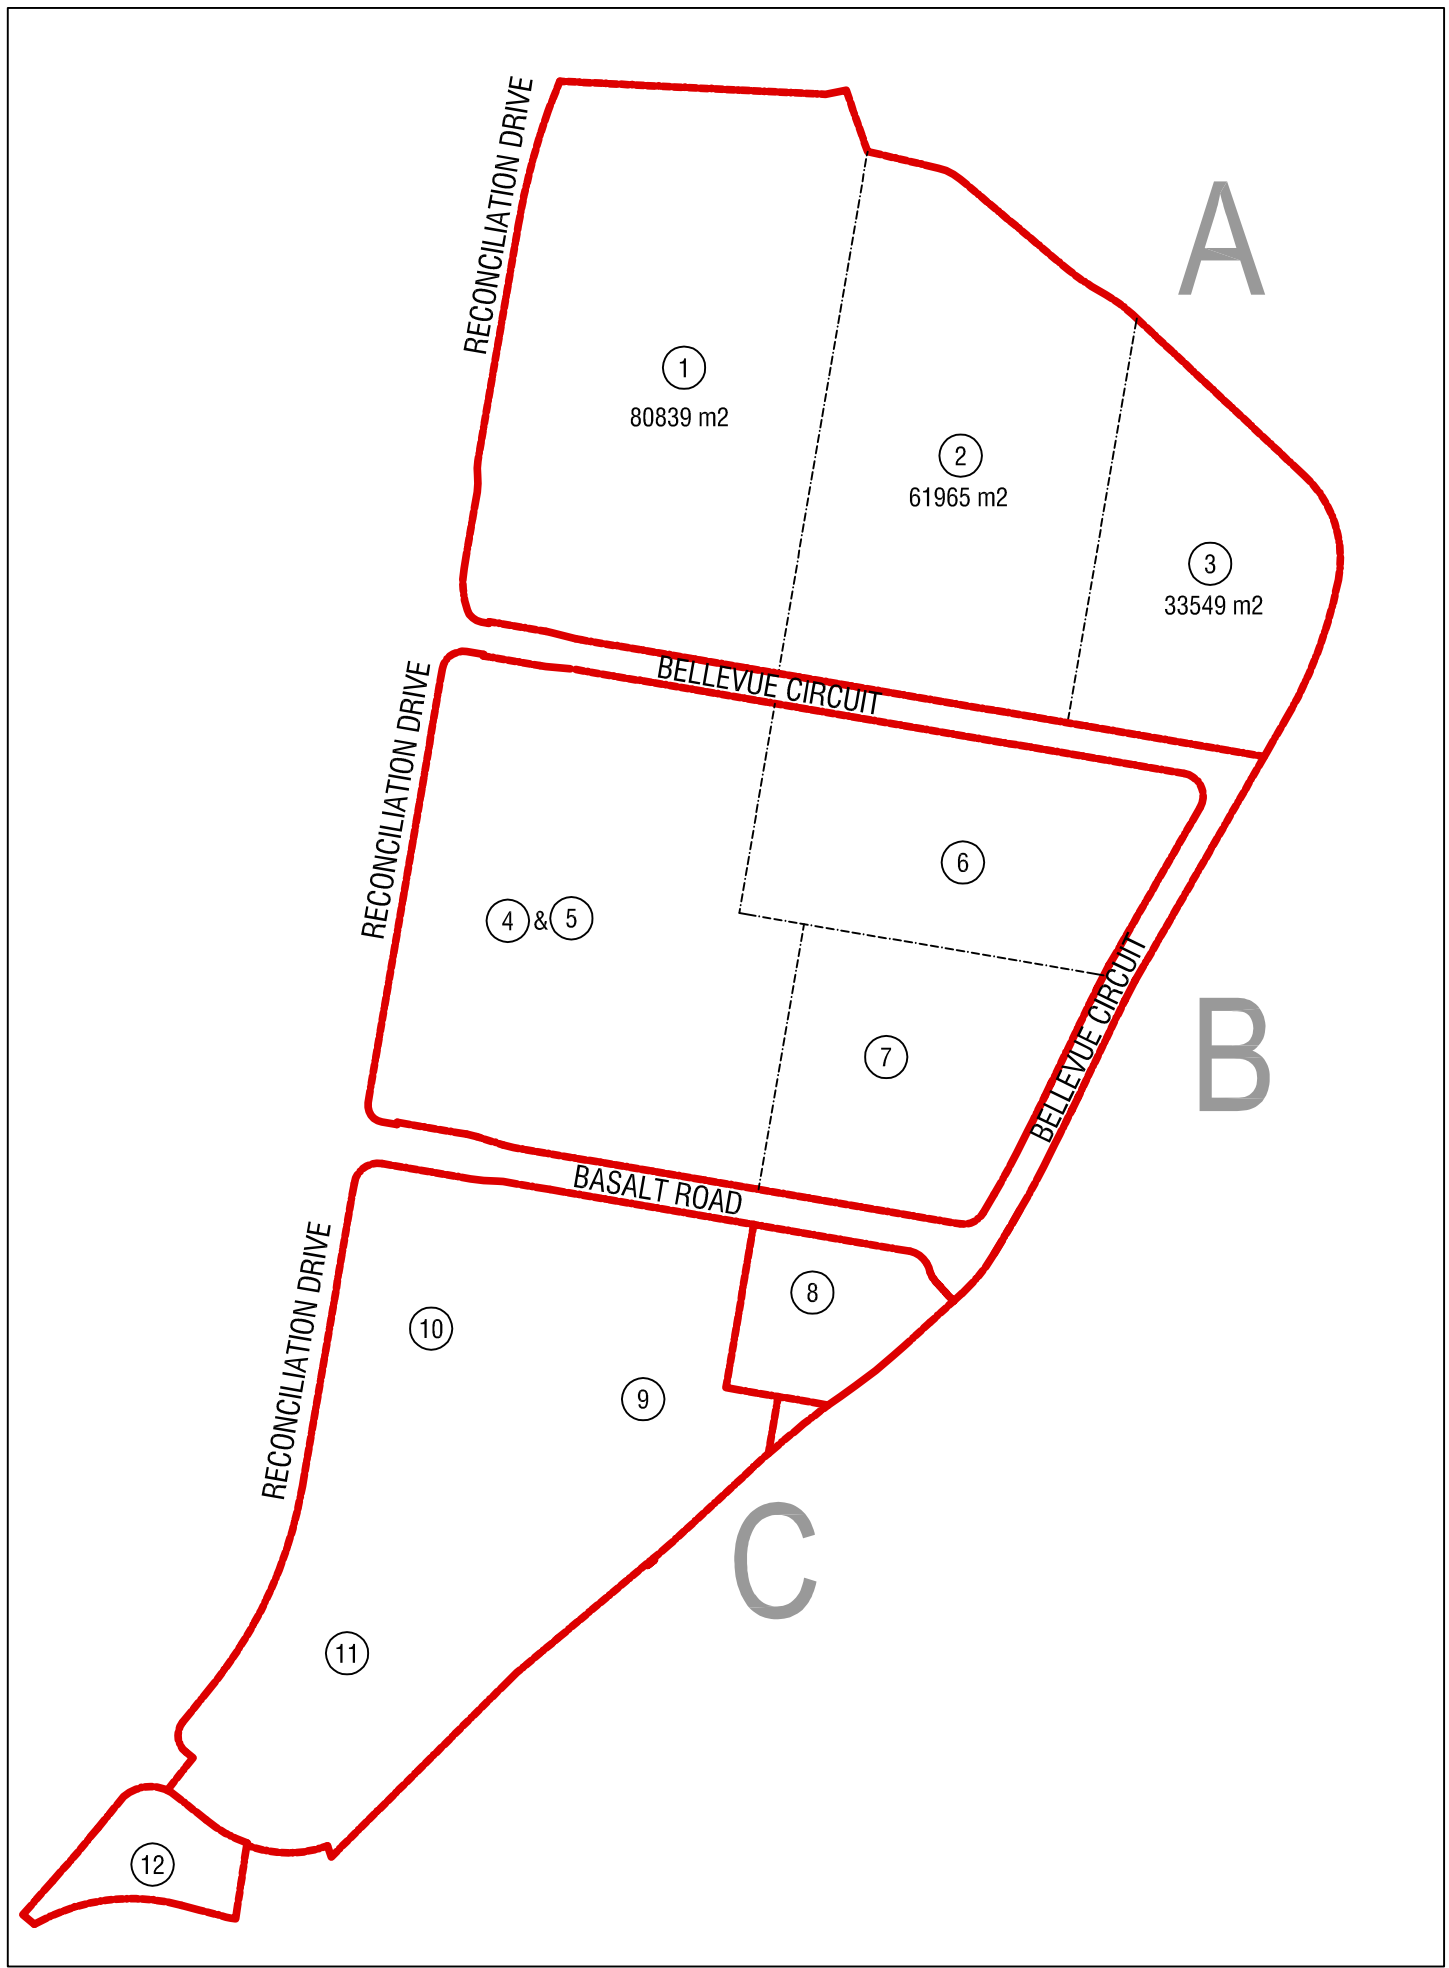 RECONCILIATION DRIVE
A
1
80839 m2
2
61965 m2
3
33549 m2
BELLEVUE CIRCUIT
RECONCILIATION DRIVE
6
4 & 5
BELLEVUE CIRCUIT
B
7
BASALT ROAD
RECONCILIATION DRIVE
8
10
9
C
11
12